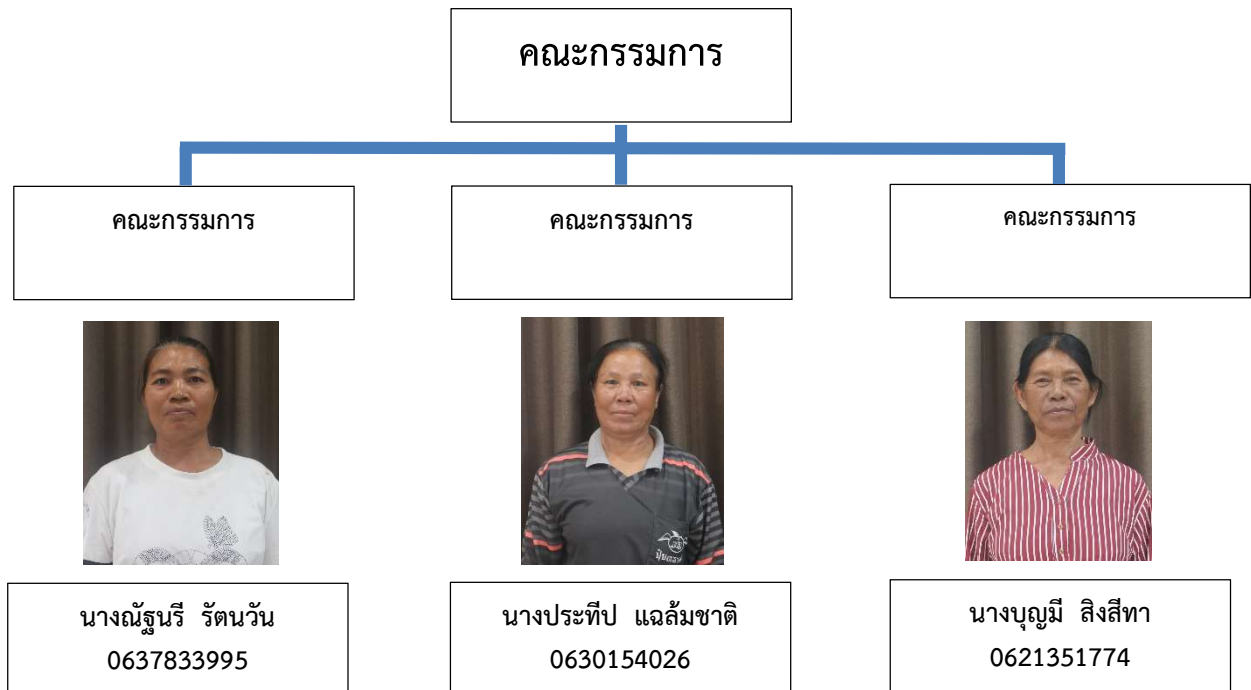 คณะกรรมการ
คณะกรรมการ
คณะกรรมการ
คณะกรรมการ
นางณัฐนรี รัตนวัน
0637833995
นางประทีป แฉล้มชาติ
0630154026
นางบุญมี สิงสีทา
0621351774